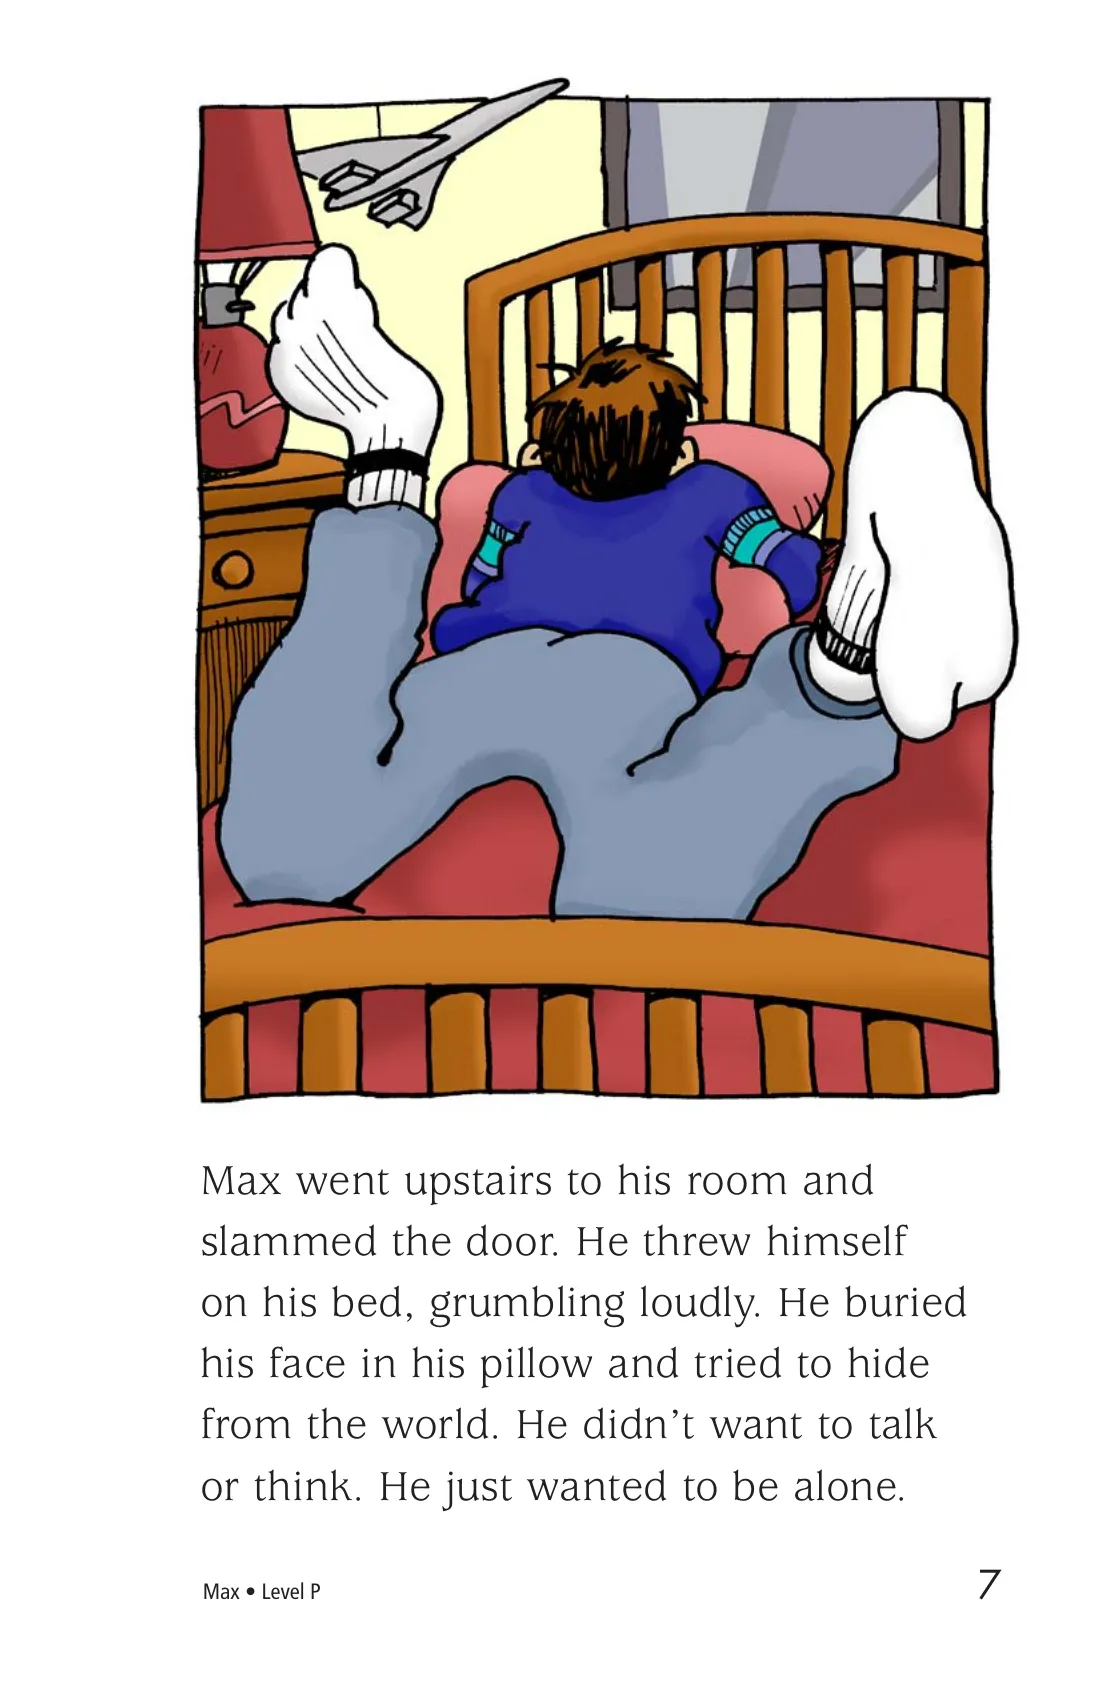 Max went upstairs to his room and
slammed the door. He threw himself
on his bed, grumbling loudly. He buried
his face in his pillow and tried to hide
from the world. He didn’t want to talk
or think. He just wanted to be alone.
Max • Level P
7